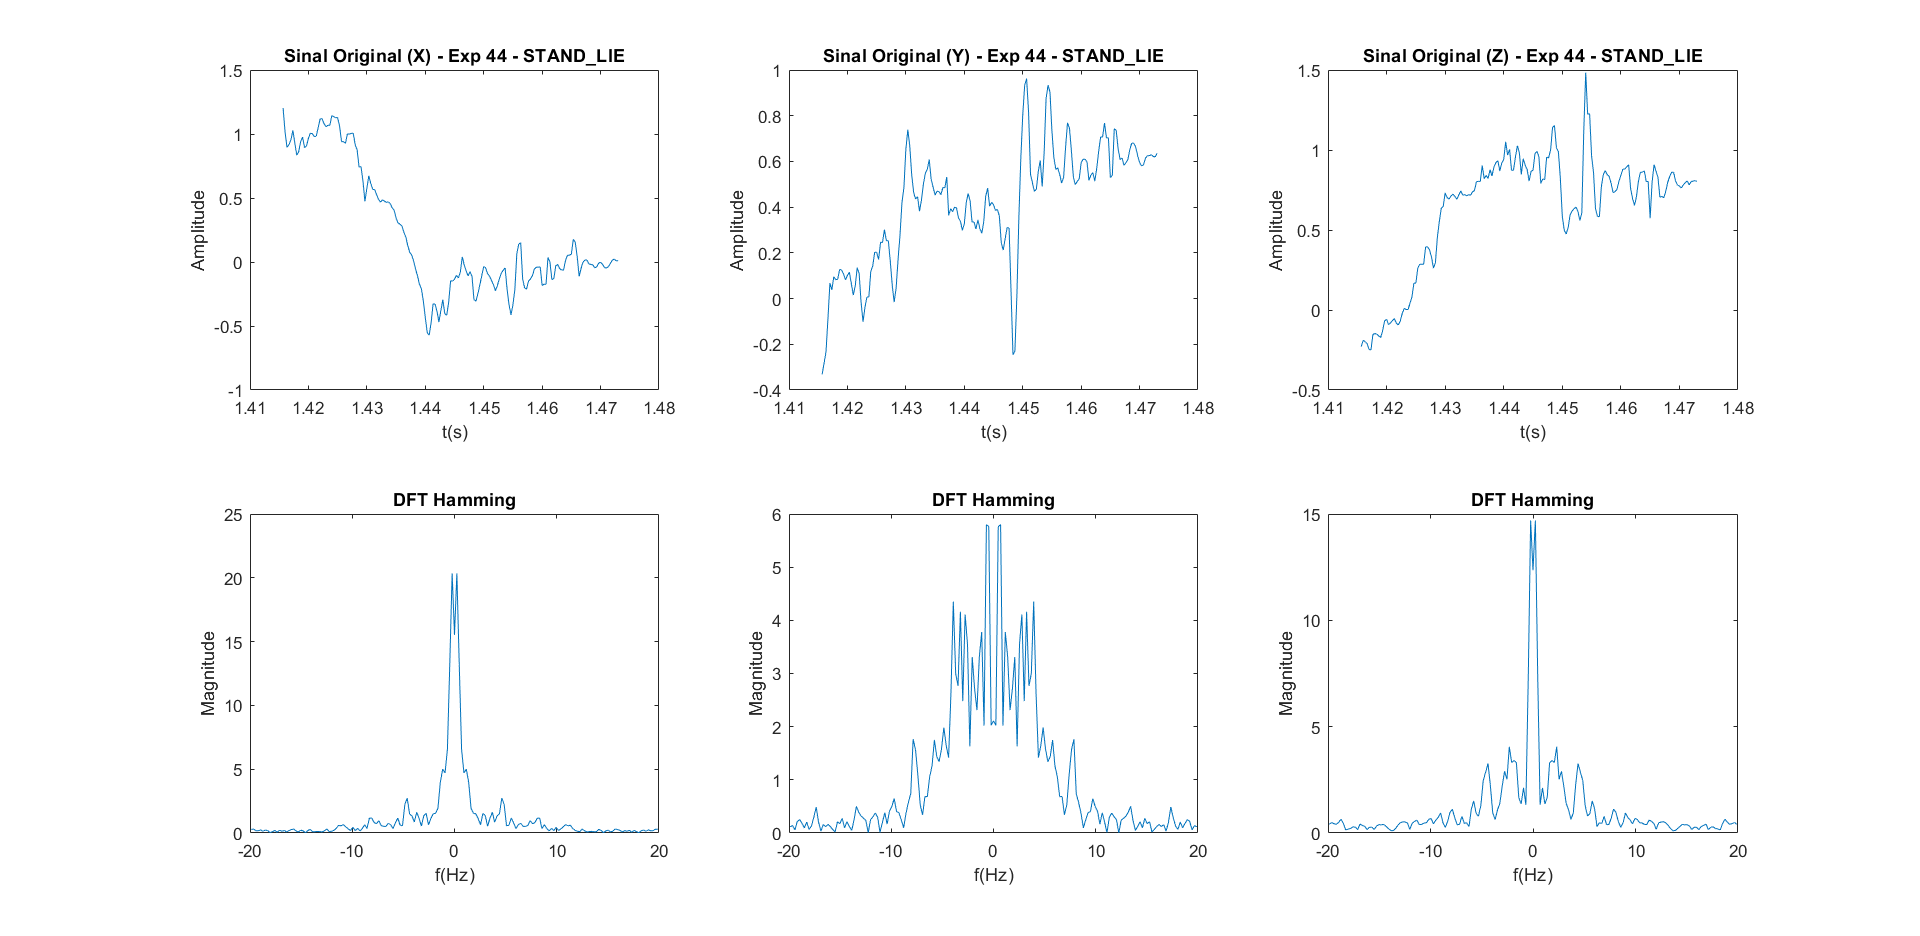 Sinal Original (X) - Exp 44 - STAND_LIE
1.5
1
0.5
0
-0.5
-1
Amplitude
1.41 1.42 1.43 1.44 1.45 1.46 1.47 1.48
t(s)
Sinal Original (Y) - Exp 44 - STAND_LIE
1
0.8
0.6
0.4
0.2
0
-0.2
-0.4
Amplitude
1.41 1.42 1.43 1.44 1.45 1.46 1.47 1.48
t(s)
Sinal Original (Z) - Exp 44 - STAND_LIE
1.5
1
0.5
0
-0.5
Amplitude
1.41 1.42 1.43 1.44 1.45 1.46 1.47 1.48
t(s)
DFT Hamming
25
20
15
10
5
0
Magnitude
-20 -10 0 10 20
f(Hz)
DFT Hamming
6
5
4
3
2
1
0
Magnitude
-20 -10 0 10 20
f(Hz)
DFT Hamming
15
10
5
0
Magnitude
-20 -10 0 10 20
f(Hz)